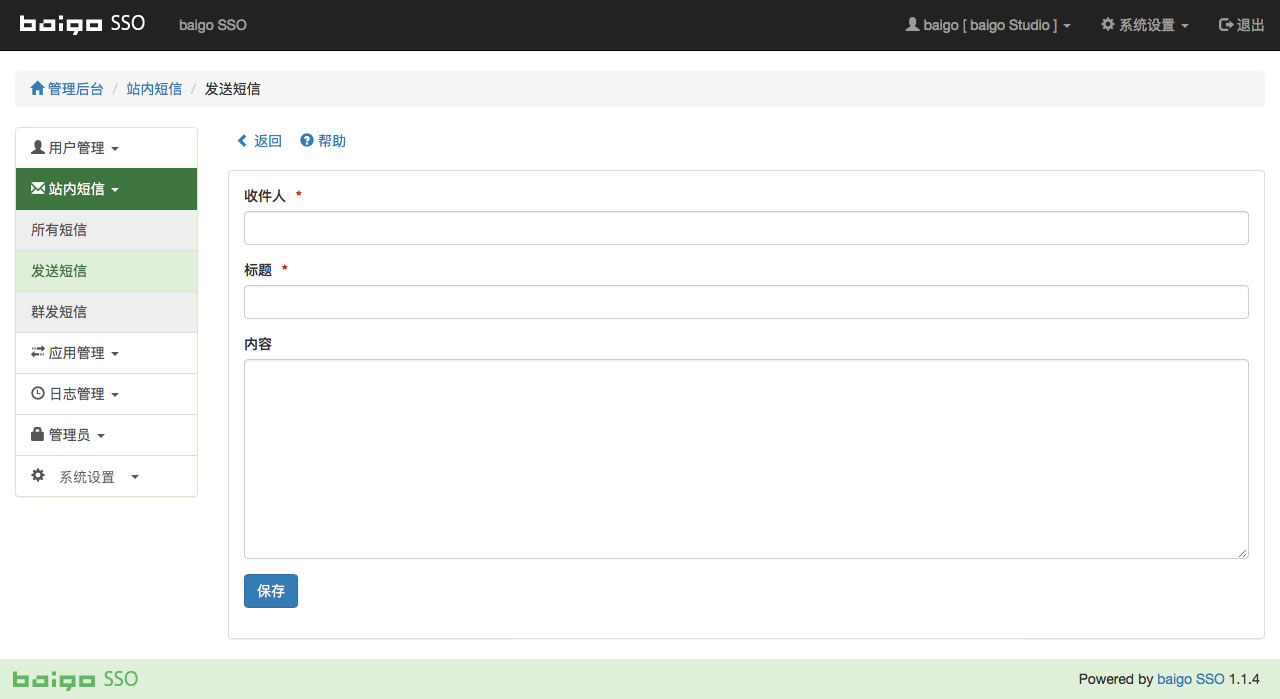 baigo SSO baigo SSO baigo [ baigo Studio ] 系统设置 退出
管理后台 / 站内短信 / 发送短信
用户管理
站内短信
所有短信
发送短信
群发短信
应用管理
日志管理
管理员
系统设置
返回 帮助
收件人 *
标题 *
内容
保存
baigo SSO Powered by baigo SSO 1.1.4